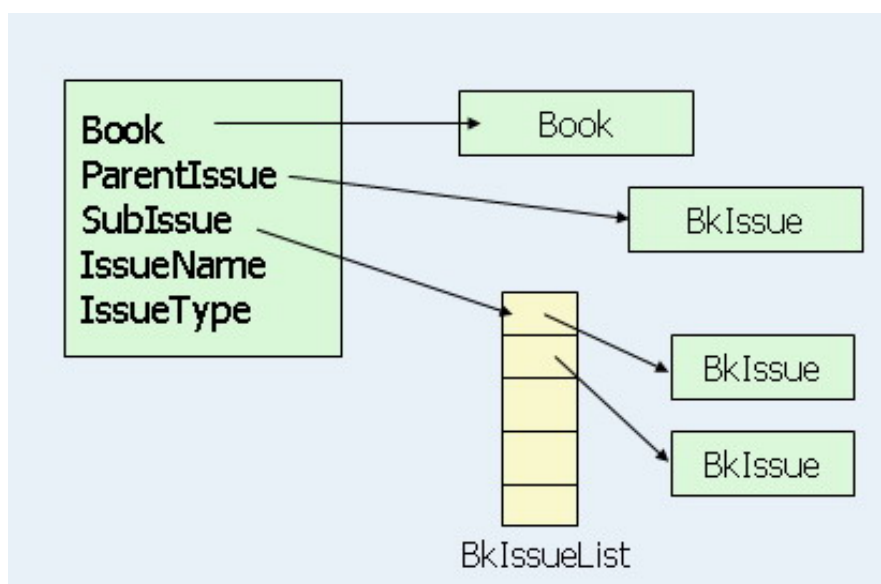 Book
ParentIssue
SubIssue
IssueName
IssueType
Book
BkIssue
BkIssue
BkIssue
BkIssueList